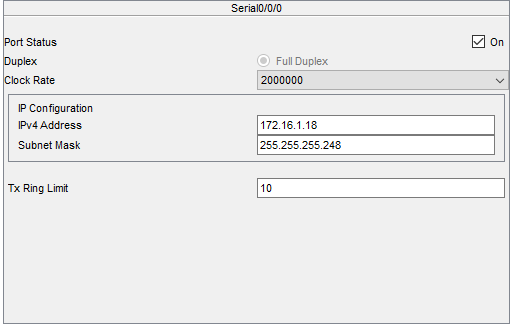 Serial0/0/0
Port Status On
Duplex Full Duplex
Clock Rate 2000000
IP Configuration
IPv4 Address 172.16.1.18
Subnet Mask 255.255.255.248
Tx Ring Limit 10